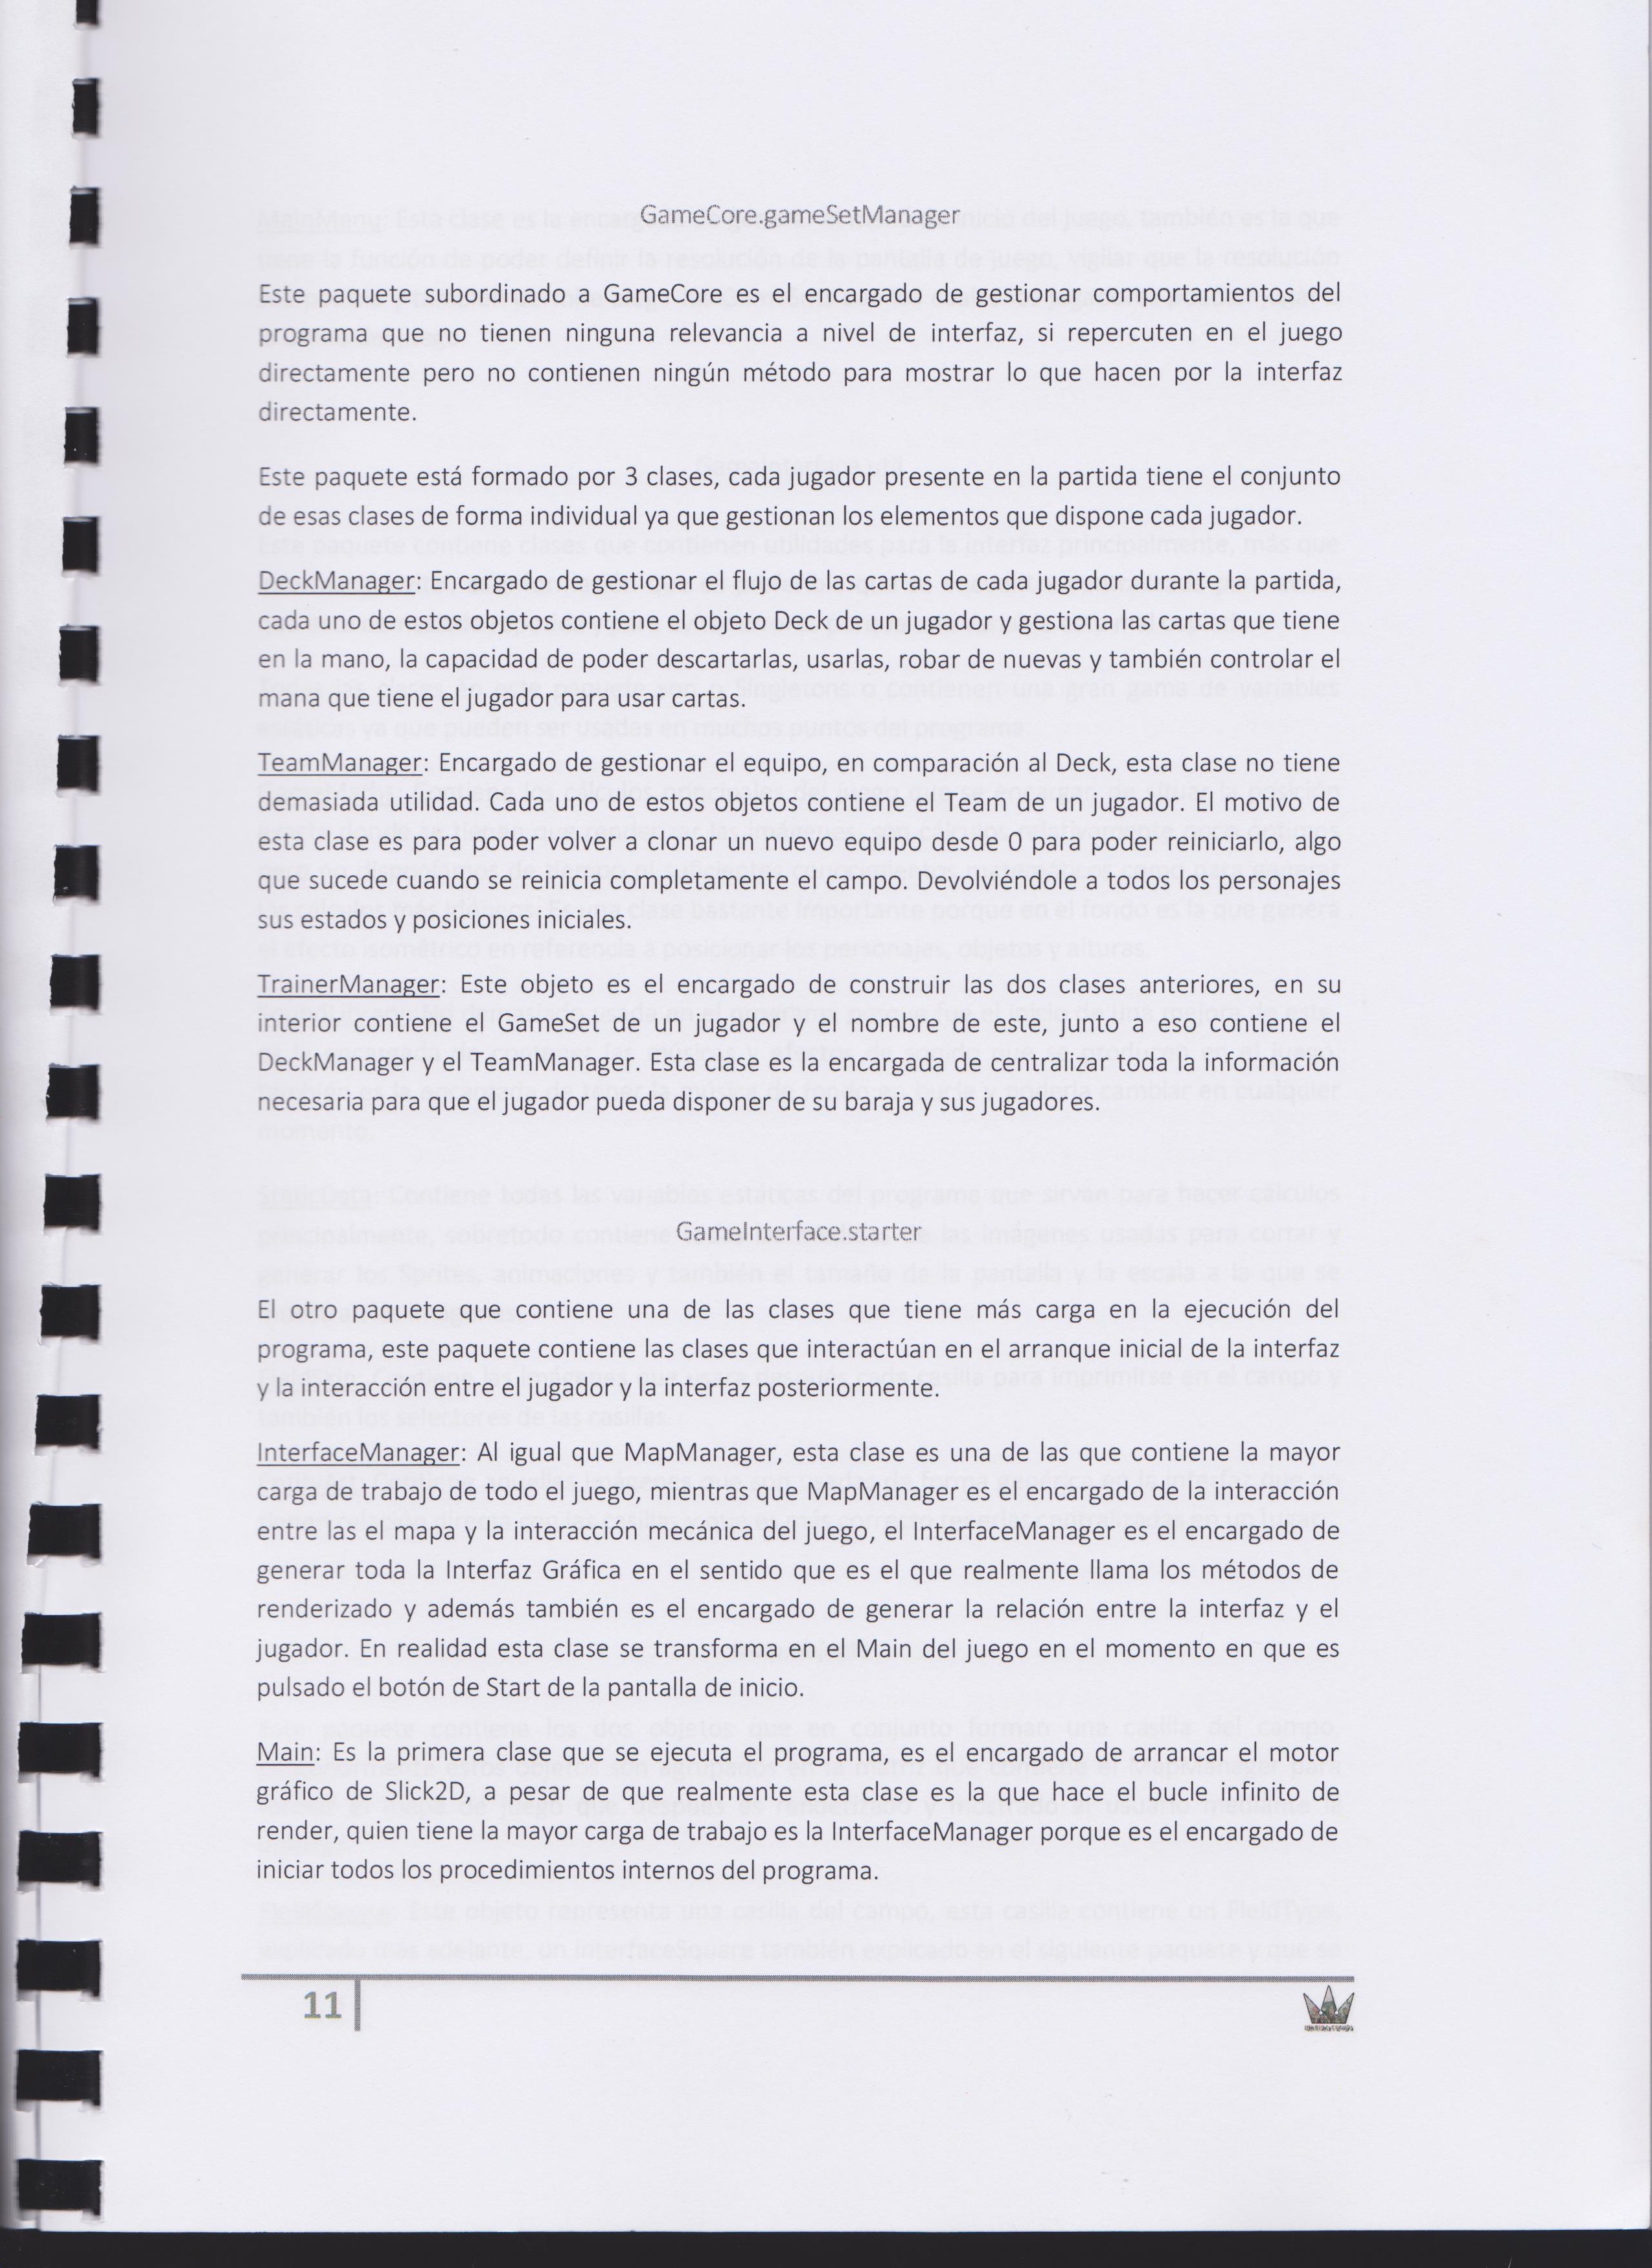 GameCore.gameSetManager
Este paquete subordinado a GameCore es el encargado de gestionar comportamientos del
programa que no tienen ninguna relevancia a nivel de interfaz, si repercuten en el juego
directamente pero no contienen ningún método para mostrar lo que hacen por la interfaz
directamente.
Este paquete está formado por 3 clases, cada jugador presente en la partida tiene el conjunto
de esas clases de forma individual ya que gestionan los elementos que dispone cada jugador.
DeckManager: Encargado de gestionar el flujo de las cartas de cada jugador durante la partida,
cada uno de estos objetos contiene el objeto Deck de un jugador y gestiona las cartas que tiene
en la mano, la capacidad de poder descartarlas, usarlas, robar de nuevas y también controlar el
mana que tiene el jugador para usar cartas.
TeamManager: Encargado de gestionar el equipo, en comparación al Deck, esta clase no tiene
demasiada utilidad. Cada uno de estos objetos contiene el Team de un jugador. El motivo de
esta clase es para poder volver a clonar un nuevo equipo desde 0 para poder reiniciarlo, algo
que sucede cuando se reinicia completamente el campo. Devolviéndole a todos los personajes
sus estados y posiciones iniciales.
TrainerManager: Este objeto es el encargado de construir las dos clases anteriores, en su
interior contiene el GameSet de un jugador y el nombre de este, junto a eso contiene el
DeckManager y el TeamManager. Esta clase es la encargada de centralizar toda la información
necesaria para que el jugador pueda disponer de su baraja y sus jugadores.
GameInterface.starter
El otro paquete que contiene una de las clases que tiene más carga en la ejecución del
programa, este paquete contiene las clases que interactúan en el arranque inicial de la interfaz
y la interacción entre el jugador y la interfaz posteriormente.
InterfaceManager: Al igual que MapManager, esta clase es una de las que contiene la mayor
carga de trabajo de todo el juego, mientras que MapManager es el encargado de la interacción
entre las el mapa y la interacción mecánica del juego, el InterfaceManager es el encargado de
generar toda la Interfaz Gráfica en el sentido que es el que realmente llama los métodos de
renderizado y además también es el encargado de generar la relación entre la interfaz y el
jugador. En realidad esta clase se transforma en el Main del juego en el momento en que es
pulsado el botón de Start de la pantalla de inicio.
Main: Es la primera clase que se ejecuta el programa, es el encargado de arrancar el motor
gráfico de Slick2D, a pesar de que realmente esta clase es la que hace el bucle infinito de
render, quien tiene la mayor carga de trabajo es la InterfaceManager porque es el encargado de
iniciar todos los procedimientos internos del programa.
11